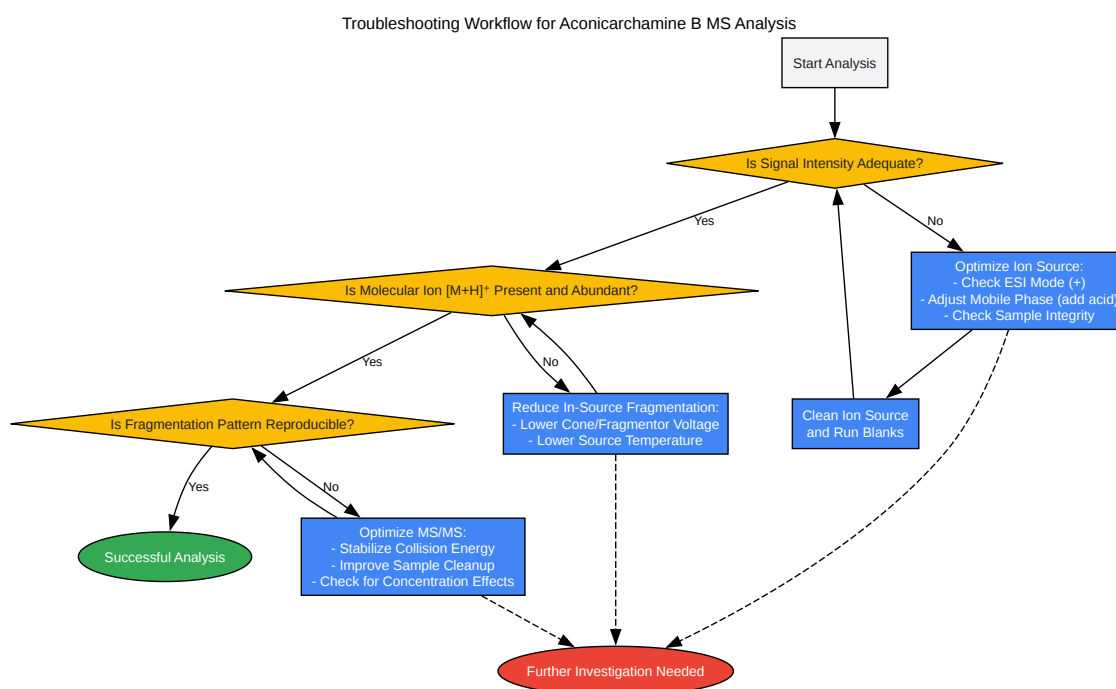 Troubleshooting Workflow for Aconicarchamine B MS Analysis
Start Analysis
Is Signal Intensity Adequate?
Yes
No
Is Molecular Ion [M+H]⁺ Present and Abundant?
Optimize Ion Source:
- Check ESI Mode (+)
- Adjust Mobile Phase (add acid)
- Check Sample Integrity
Yes
No
Is Fragmentation Pattern Reproducible?
Reduce In-Source Fragmentation:
- Lower Cone/Fragmentor Voltage
- Lower Source Temperature
Clean Ion Source
and Run Blanks
Yes
No
Successful Analysis
Optimize MS/MS:
- Stabilize Collision Energy
- Improve Sample Cleanup
- Check for Concentration Effects
Further Investigation Needed